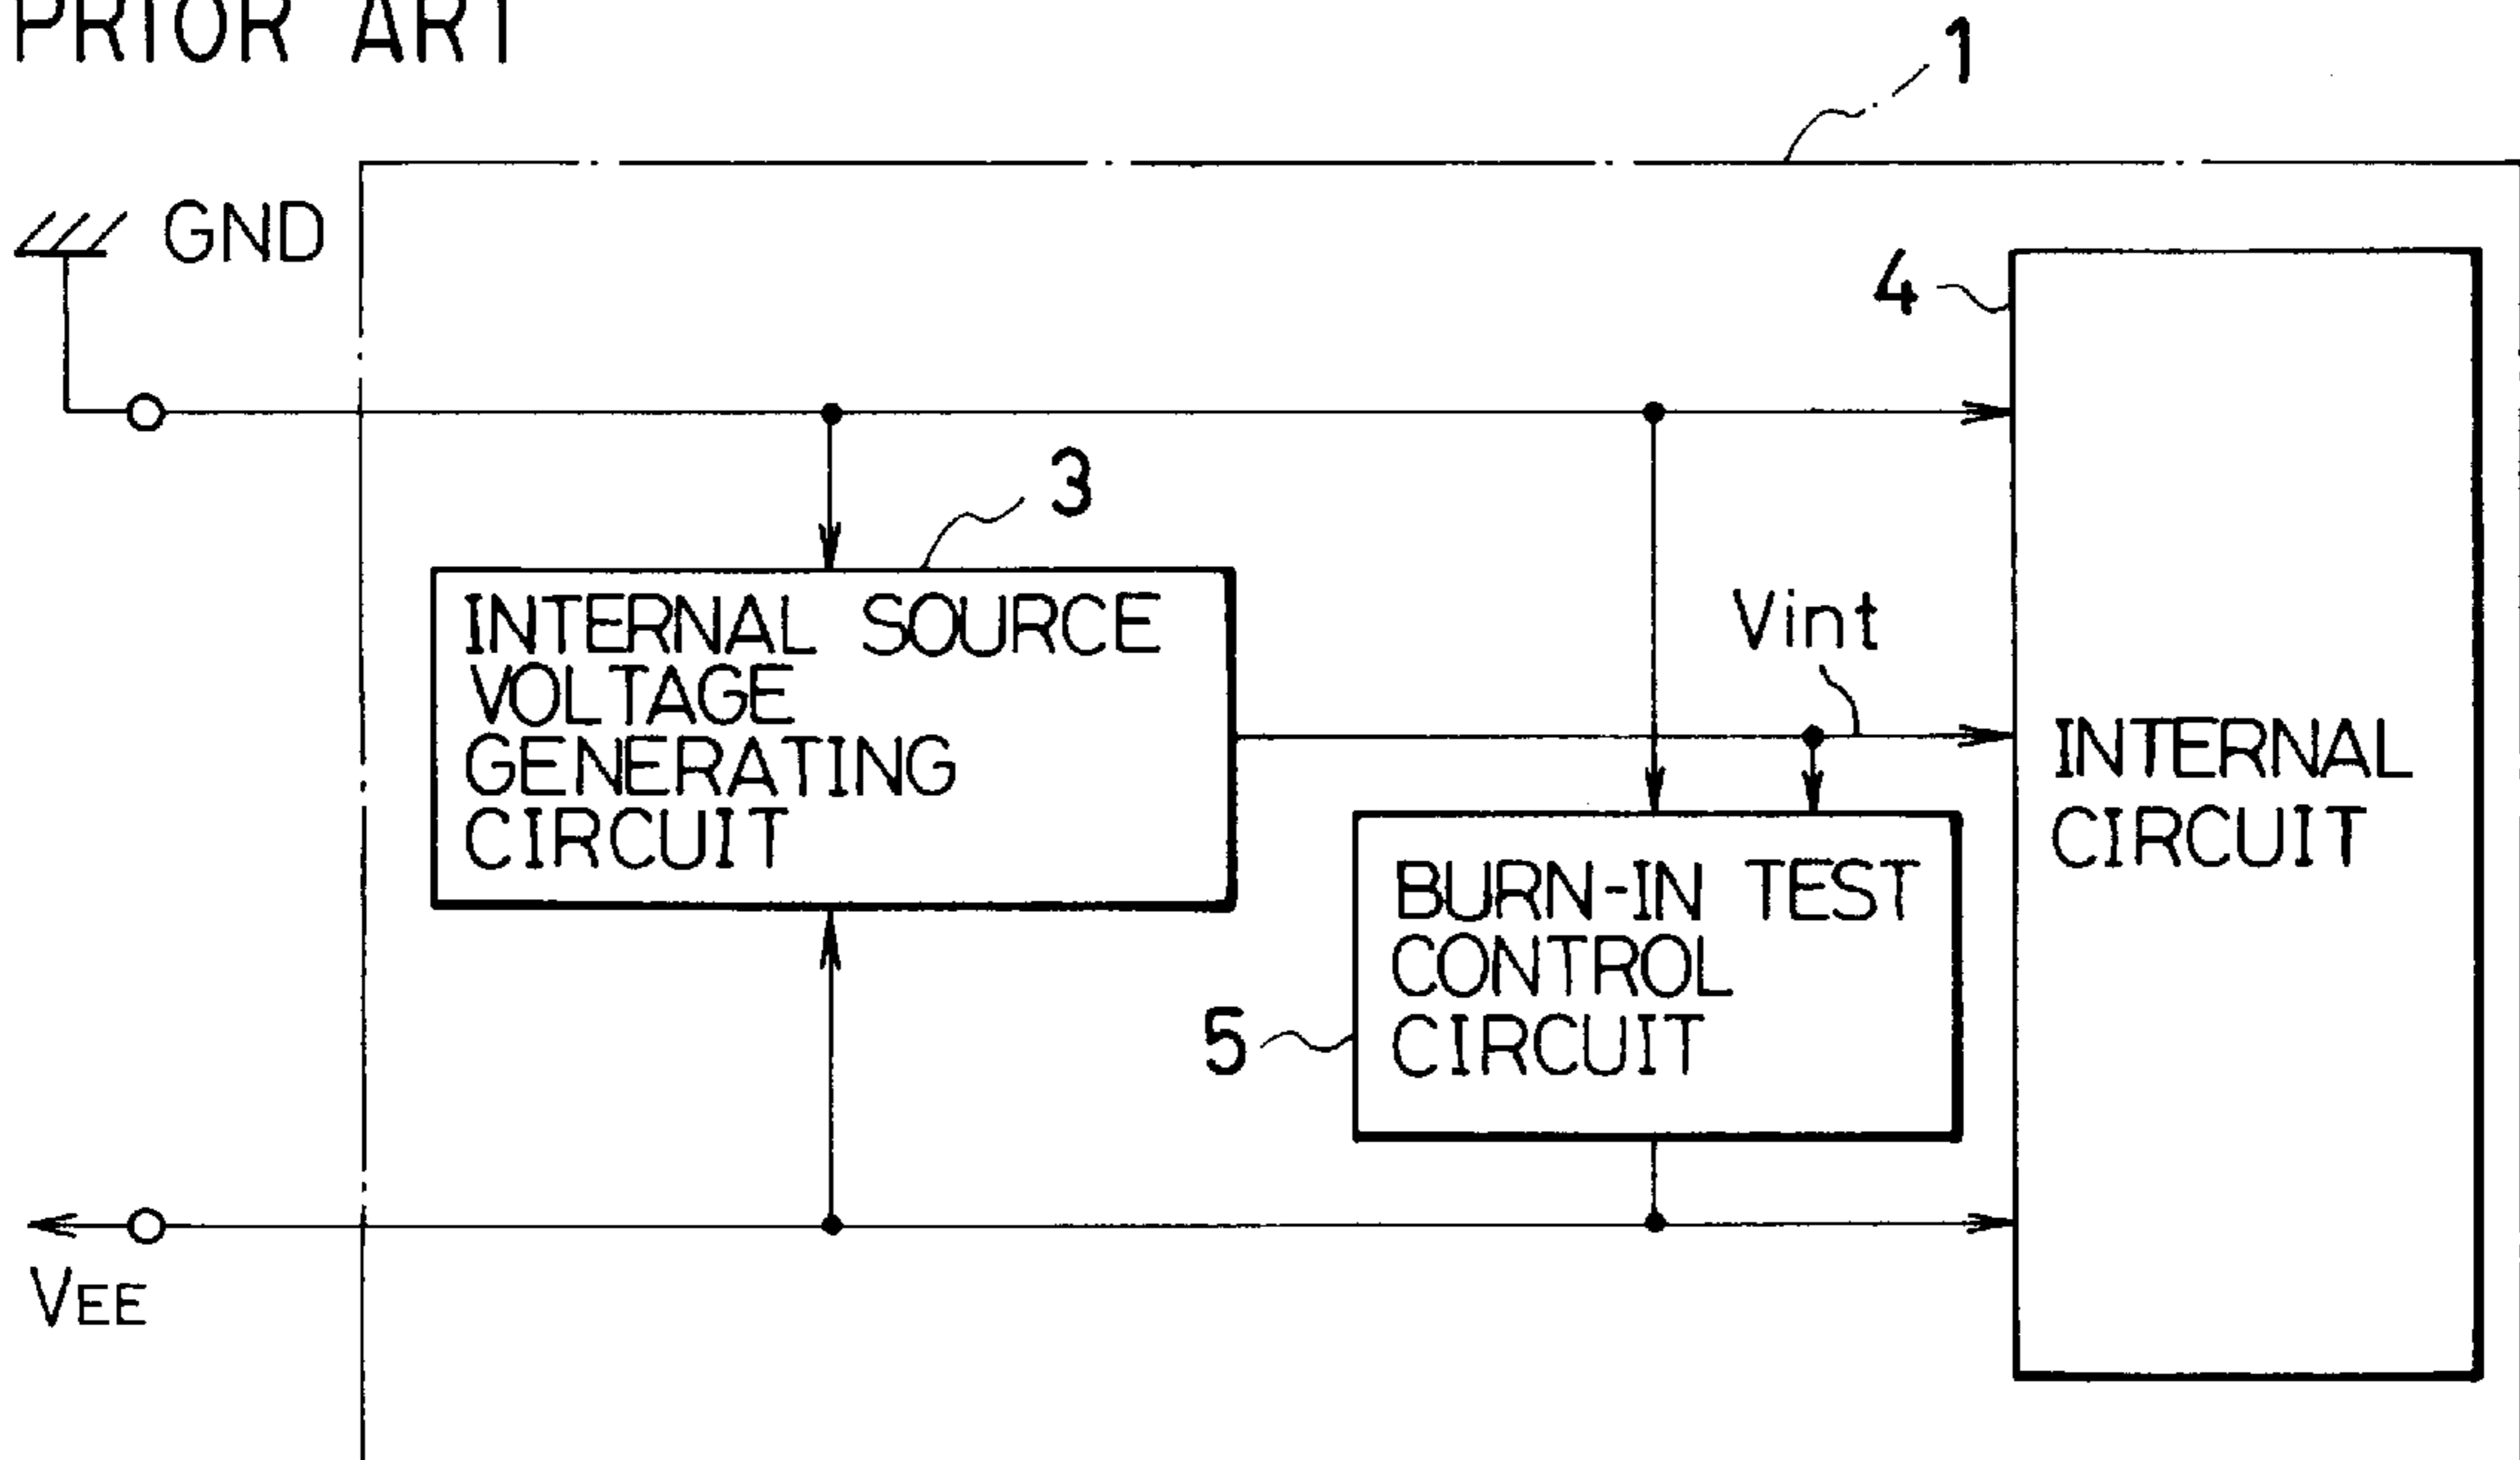 PRIOR ART
1
GND
4
3
INTERNAL SOURCE
VOLTAGE
GENERATING
CIRCUIT
Vint
INTERNAL
CIRCUIT
BURN-IN TEST
CONTROL
CIRCUIT
5
VEE